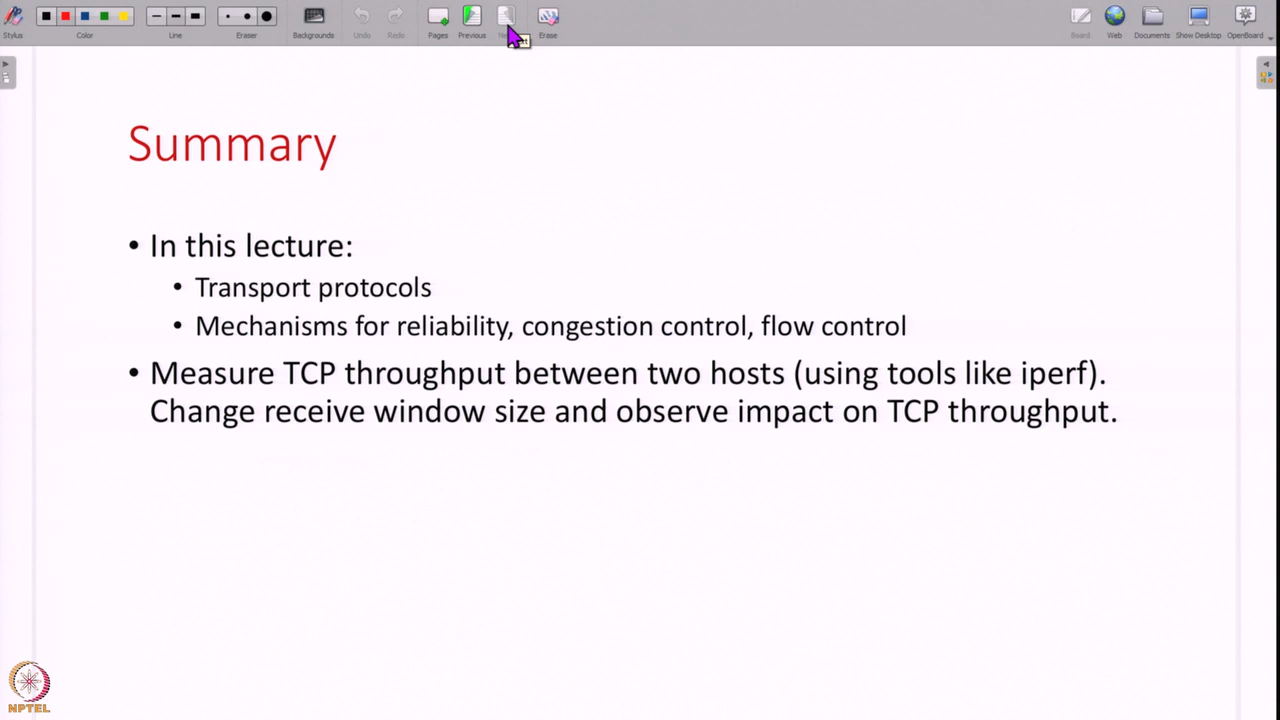 Stylus
Color
Line
Eraser
Backgrounds
Undo
Redo
Pages
Previous
Erase
Board
Web
Documents
Show Desktop
OpenBoard
Summary
• In this lecture:
• Transport protocols
• Mechanisms for reliability, congestion control, flow control
• Measure TCP throughput between two hosts (using tools like iperf).
Change receive window size and observe impact on TCP throughput.
NPTEL